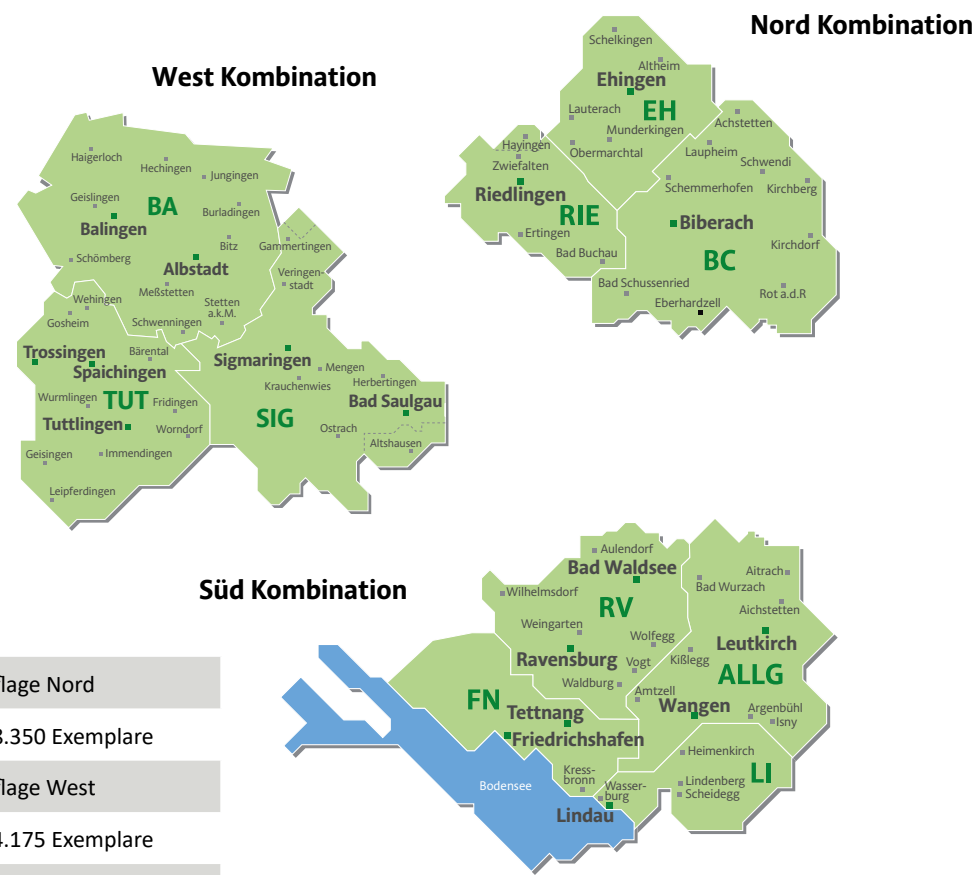 Nord Kombination
Schelkingen
Altheim
Ehingen
EH
Lauterach
Munderkingen
Obermarchtal
Achstetten
Laupheim
Schwendi
Schemmerhofen
Kirchberg
Hayingen
Zwiefalten
Riedlingen
RIE
Ertingen
Bad Buchau
Biberach
BC
Kirchdorf
Bad Schussenried
Eberhardzell
Rot a.d.R
West Kombination
Haigerloch
Hechingen
Jungingen
Geislingen
BA
Burladingen
Balingen
Bitz
Gammertingen
Schömberg
Albstadt
Veringen-
stadt
Meßstetten
Wehingen
Stetten
a.k.M.
Gosheim
Schwenningen
Trossingen
Bärental
Spaichingen
Sigmaringen
Mengen
Krauchenwies
Herbertingen
Wurmlingen
TUT
Fridingen
Bad Saulgau
SIG
Tuttlingen
Worndorf
Ostrach
Altshausen
Geisingen
Immendingen
Leipferdingen
Süd Kombination
Aulendorf
Bad Waldsee
Wilhelmsdorf
RV
Weingarten
Wolfegg
Ravensburg
Vogt
Waldburg
Aitrach
Bad Wurzach
Aichstetten
Leutkirch
Kißlegg
ALLG
Amtzell
Wangen
Argenbühl
Isny
FN
Tettnang
Friedrichshafen
Heimenkirch
Kress-
bronn
LI
Lindenberg
Scheidegg
Wasser-
burg
Bodensee
Lindau
flage Nord
.350 Exemplare
flage West
.175 Exemplare